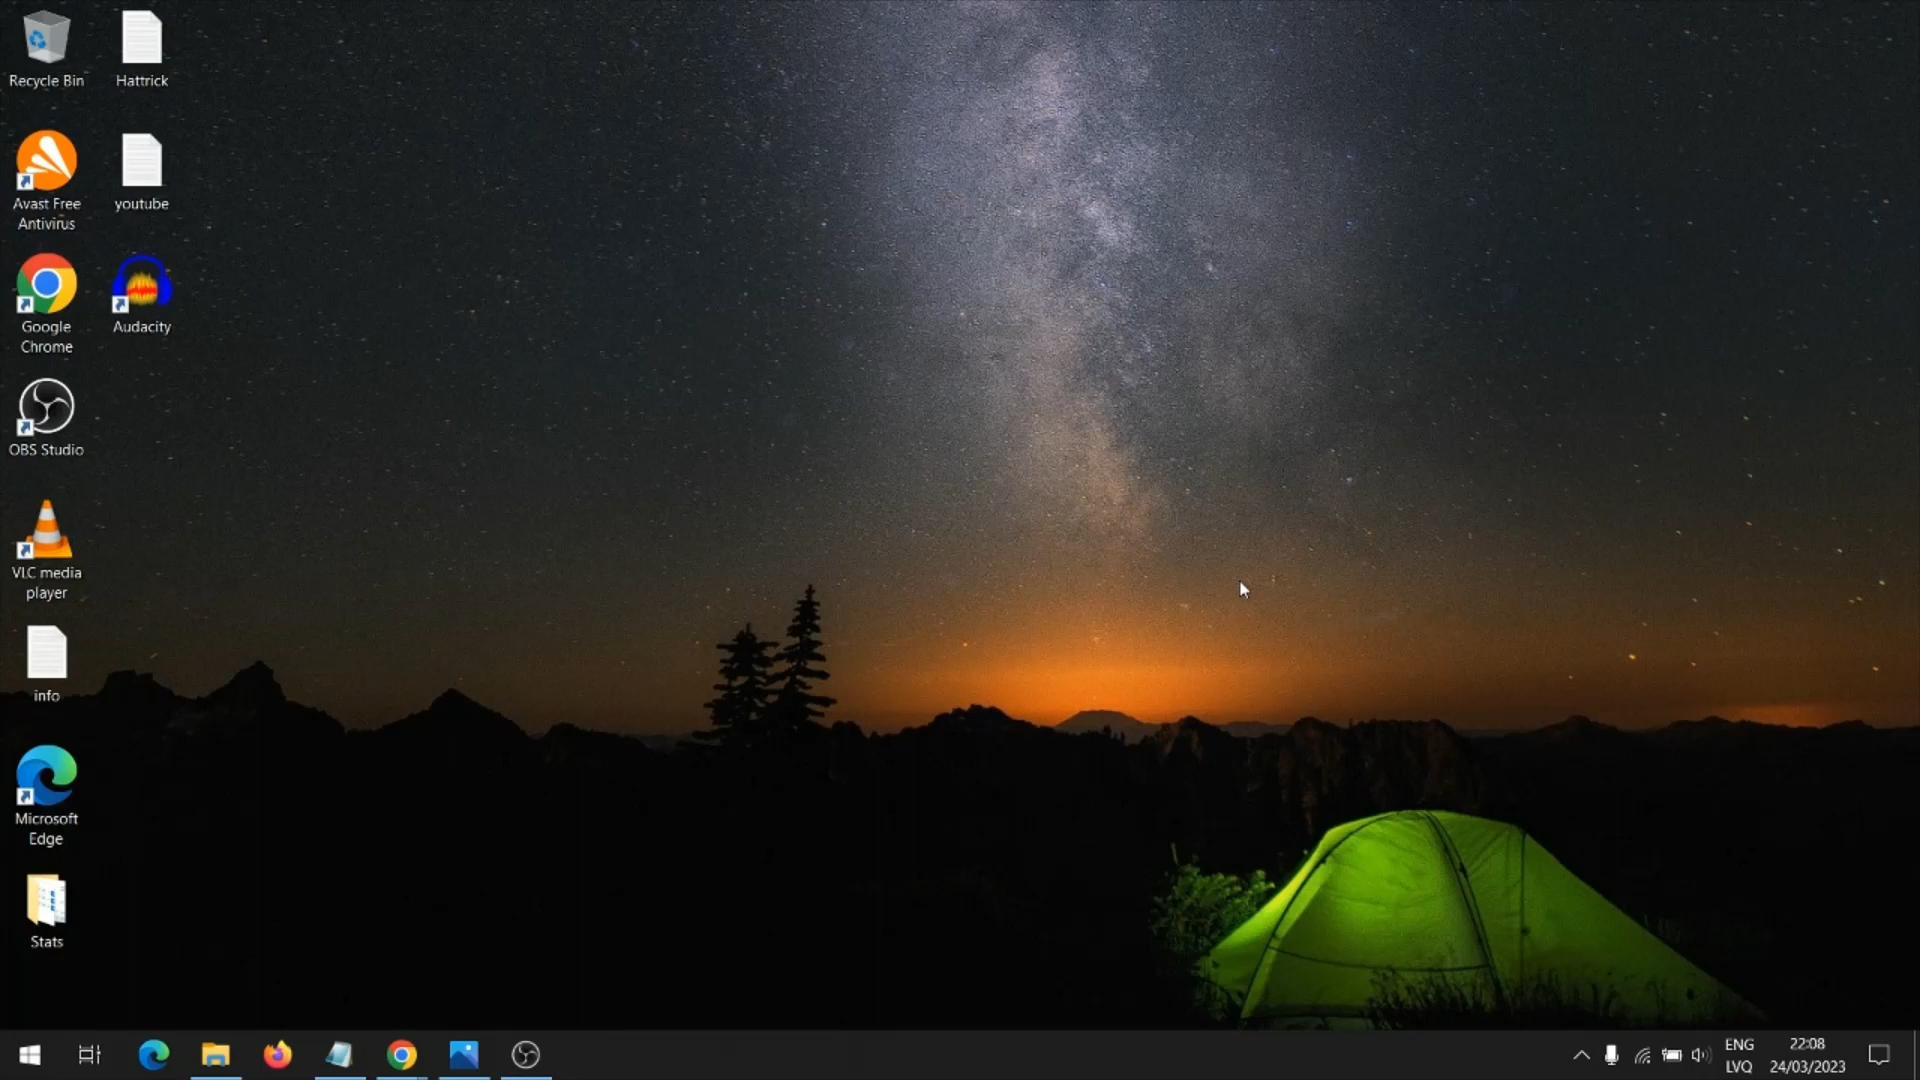 Recycle Bin
Hattrick
Avast Free
Antivirus
youtube
Google
Chrome
Audacity
OBS Studio
VLC media
player
info
Microsoft
Edge
Stats
ENG
LVQ
22:08
24/03/2023